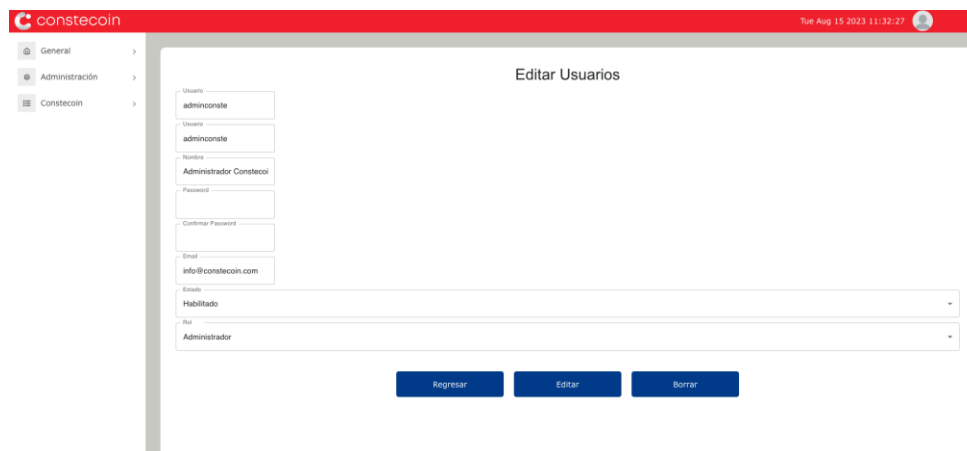 constecoin
Tue Aug 15 2023 11:32:27
General
Administración
Constecoin
Editar Usuarios
Usuario
adminconste
Usuario
adminconste
Nombre
Administrador Constecoi
Password
Confirmar Password
Email
info@constecoin.com
Estado
Habilitado
Rol
Administrador
Regresar
Editar
Borrar